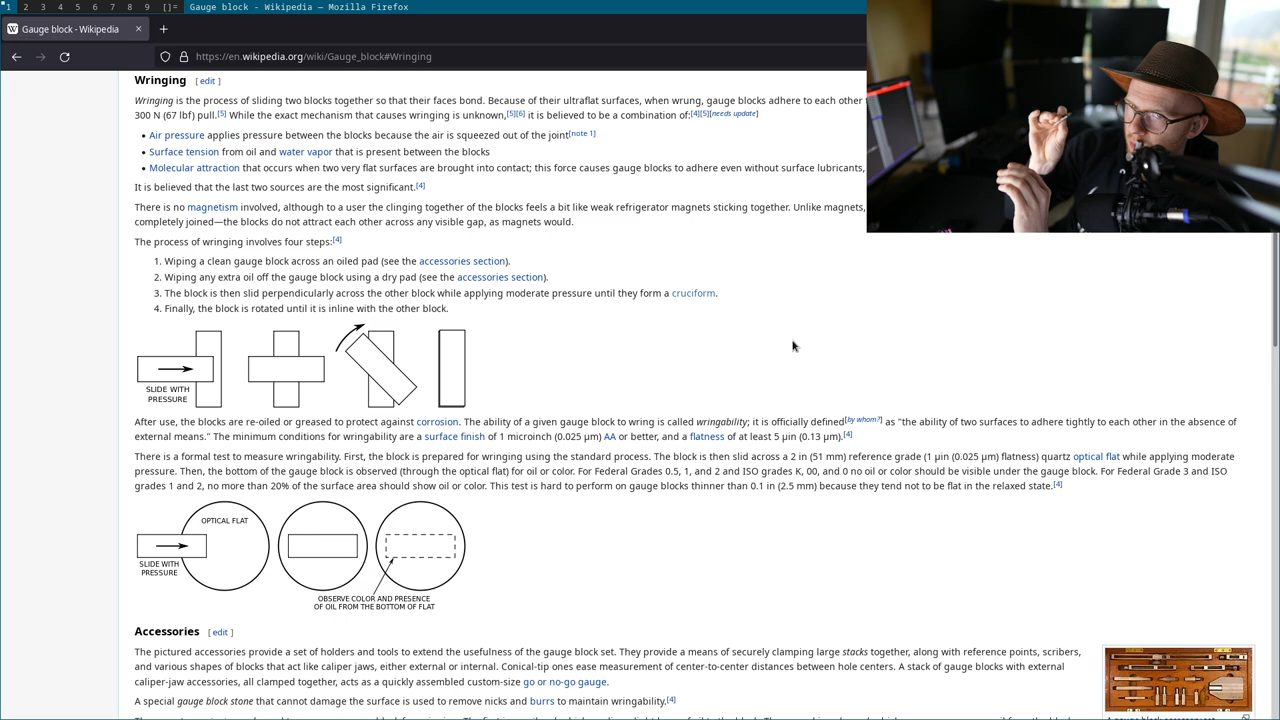 1 2 3 4 5 6 7 8 9 []= Gauge block - Wikipedia — Mozilla Firefox
Gauge block - Wikipedia
https://en.wikipedia.org/wiki/Gauge_block#Wringing
Wringing [ edit ]
Wringing is the process of sliding two blocks together so that their faces bond. Because of their ultraflat surfaces, when wrung, gauge blocks adhere to each other
300 N (67 lbf) pull.[5] While the exact mechanism that causes wringing is unknown,[5][6] it is believed to be a combination of:[4][5][needs update]
• Air pressure applies pressure between the blocks because the air is squeezed out of the joint[note 1]
• Surface tension from oil and water vapor that is present between the blocks
• Molecular attraction that occurs when two very flat surfaces are brought into contact; this force causes gauge blocks to adhere even without surface lubricants,
It is believed that the last two sources are the most significant.[4]
There is no magnetism involved, although to a user the clinging together of the blocks feels a bit like weak refrigerator magnets sticking together. Unlike magnets,
completely joined—the blocks do not attract each other across any visible gap, as magnets would.
The process of wringing involves four steps:[4]
1. Wiping a clean gauge block across an oiled pad (see the accessories section).
2. Wiping any extra oil off the gauge block using a dry pad (see the accessories section).
3. The block is then slid perpendicularly across the other block while applying moderate pressure until they form a cruciform.
4. Finally, the block is rotated until it is inline with the other block.
SLIDE WITH
PRESSURE
After use, the blocks are re-oiled or greased to protect against corrosion. The ability of a given gauge block to wring is called wringability; it is officially defined[by whom?] as "the ability of two surfaces to adhere tightly to each other in the absence of
external means." The minimum conditions for wringability are a surface finish of 1 microinch (0.025 μm) AA or better, and a flatness of at least 5 μin (0.13 μm).[4]
There is a formal test to measure wringability. First, the block is prepared for wringing using the standard process. The block is then slid across a 2 in (51 mm) reference grade (1 μin (0.025 μm) flatness) quartz optical flat while applying moderate
pressure. Then, the bottom of the gauge block is observed (through the optical flat) for oil or color. For Federal Grades 0.5, 1, and 2 and ISO grades K, 00, and 0 no oil or color should be visible under the gauge block. For Federal Grade 3 and ISO
grades 1 and 2, no more than 20% of the surface area should show oil or color. This test is hard to perform on gauge blocks thinner than 0.1 in (2.5 mm) because they tend not to be flat in the relaxed state.[4]
OPTICAL FLAT
SLIDE WITH
PRESSURE
OBSERVE COLOR AND PRESENCE
OF OIL FROM THE BOTTOM OF FLAT
Accessories [ edit ]
The pictured accessories provide a set of holders and tools to extend the usefulness of the gauge block set. They provide a means of securely clamping large stacks together, along with reference points, scribers,
and various shapes of blocks that act like caliper jaws, either external or internal. Conical-tip ones ease measurement of center-to-center distances between hole centers. A stack of gauge blocks with external
caliper-jaw accessories, all clamped together, acts as a quickly assembled custom-size go or no-go gauge.
A special gauge block stone that cannot damage the surface is used to remove nicks and burrs to maintain wringability.[4]